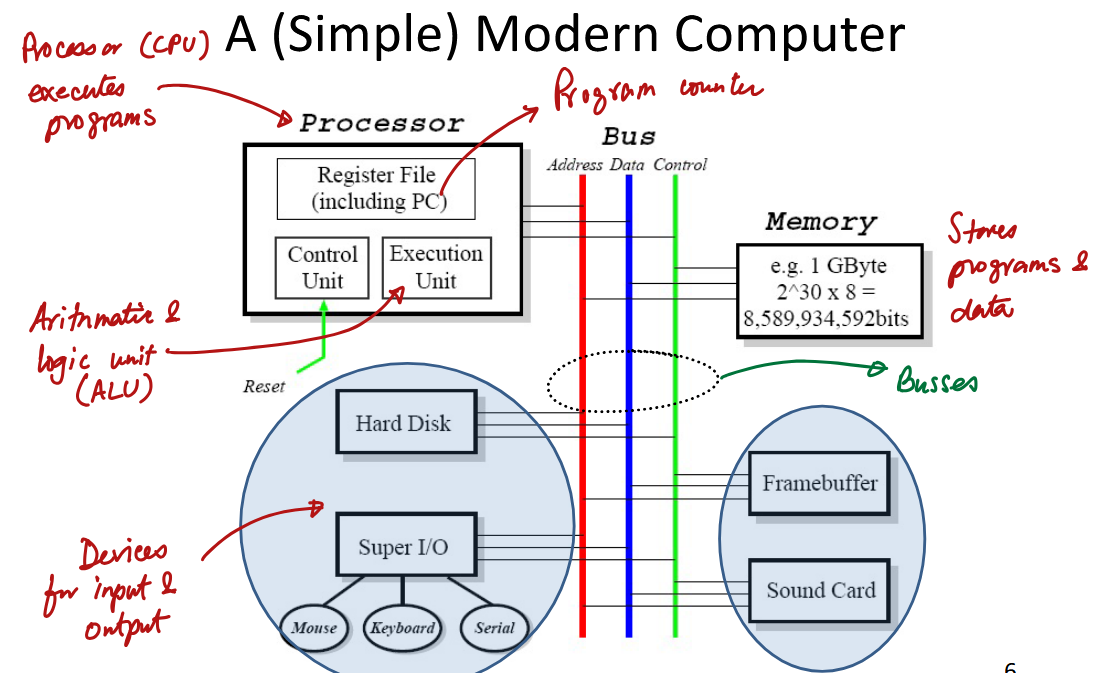 A (Simple) Modern Computer
Processor (CPU)
executes
programs
Program counter
Processor
Register File
(including PC)
Control
Unit
Execution
Unit
Reset
Arithmatic &
logic unit
(ALU)
Bus
Address Data Control
Memory
e.g. 1 GByte
2^30 x 8 =
8,589,934,592bits
Stores
programs &
data
Busses
Hard Disk
Super I/O
Mouse
Keyboard
Serial
Devices
for input &
output
Framebuffer
Sound Card
6